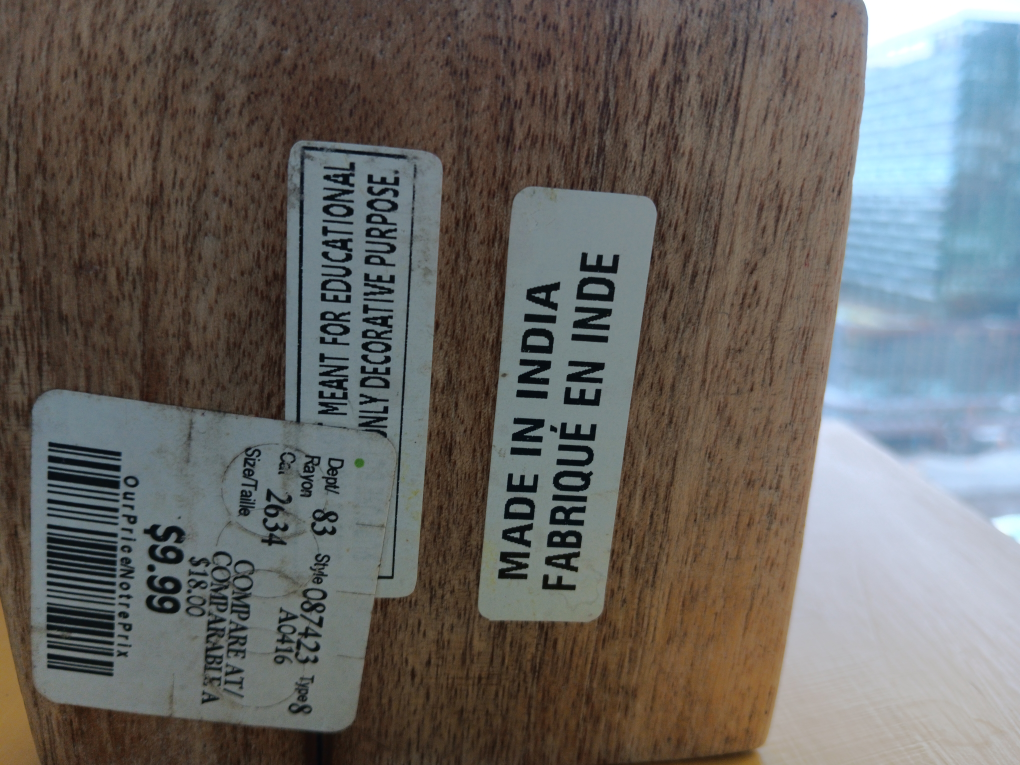 MEANT FOR EDUCATIONAL
ONLY DECORATIVE PURPOSE.
MADE IN INDIA
FABRIQUÉ EN INDE
Dept/ Rayon 83 Style 087423 Type 8
Cat 2634 A0416
Size/Taille
COMPARE AT/
COMPARABLE A
$18.00
$9.99
OurPrice/NotrePrix